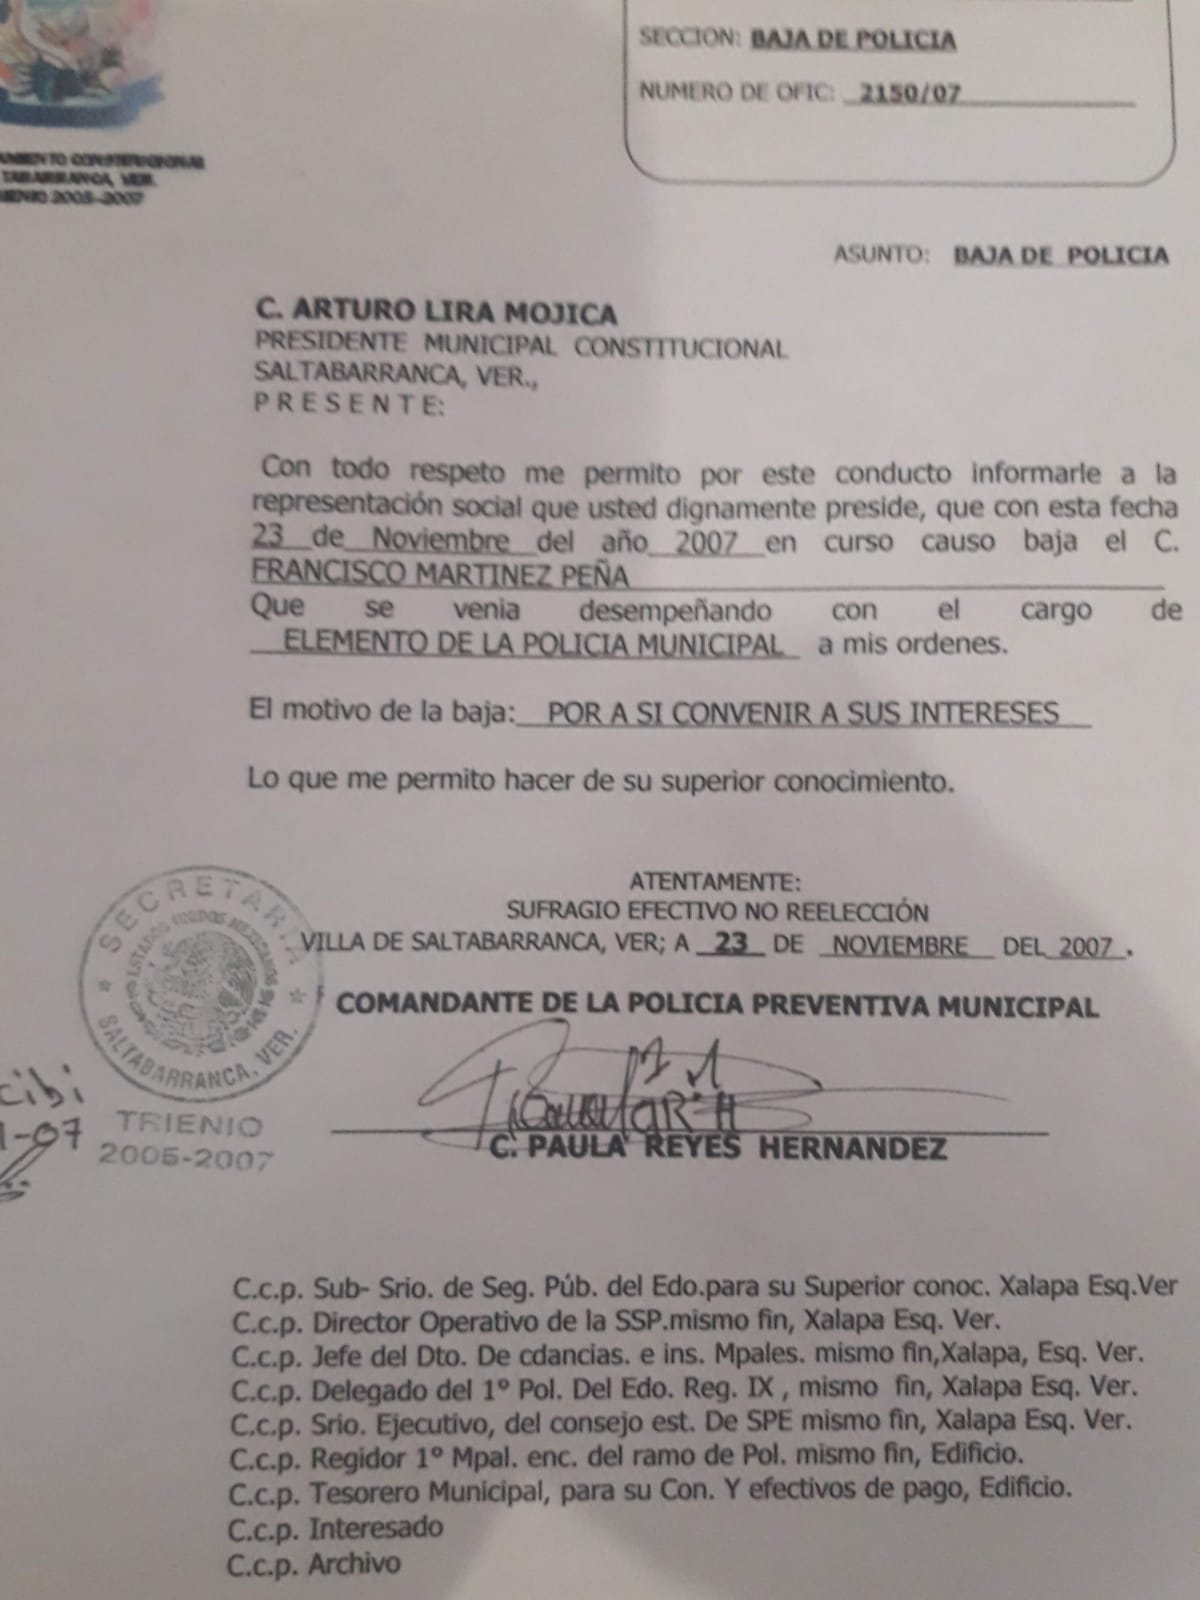 SECCION: BAJA DE POLICIA
NUMERO DE OFIC: 2150/07
TABARRANCA, VER.
2005-2007
ASUNTO: BAJA DE POLICIA
C. ARTURO LIRA MOJICA
PRESIDENTE MUNICIPAL CONSTITUCIONAL
SALTABARRANCA, VER.,
P R E S E N T E:
Con todo respeto me permito por este conducto informarle a la
representación social que usted dignamente preside, que con esta fecha
23 de Noviembre del año 2007 en curso causo baja el C.
FRANCISCO MARTINEZ PEÑA
Que se venia desempeñando con el cargo de
ELEMENTO DE LA POLICIA MUNICIPAL a mis ordenes.
El motivo de la baja: POR A SI CONVENIR A SUS INTERESES
Lo que me permito hacer de su superior conocimiento.
ATENTAMENTE:
SUFRAGIO EFECTIVO NO REELECCIÓN
VILLA DE SALTABARRANCA, VER; A 23 DE NOVIEMBRE DEL 2007.
COMANDANTE DE LA POLICIA PREVENTIVA MUNICIPAL
C. PAULA REYES HERNANDEZ
SECRETARIA
ESTADOS UNIDOS MEXICANOS
SALTABARRANCA, VER.
TRIENIO
2005-2007
cibi
1-07
C.c.p. Sub- Srio. de Seg. Púb. del Edo.para su Superior conoc. Xalapa Esq.Ver
C.c.p. Director Operativo de la SSP.mismo fin, Xalapa Esq. Ver.
C.c.p. Jefe del Dto. De cdancias. e ins. Mpales. mismo fin,Xalapa, Esq. Ver.
C.c.p. Delegado del 1º Pol. Del Edo. Reg. IX , mismo fin, Xalapa Esq. Ver.
C.c.p. Srio. Ejecutivo, del consejo est. De SPE mismo fin, Xalapa Esq. Ver.
C.c.p. Regidor 1º Mpal. enc. del ramo de Pol. mismo fin, Edificio.
C.c.p. Tesorero Municipal, para su Con. Y efectivos de pago, Edificio.
C.c.p. Interesado
C.c.p. Archivo